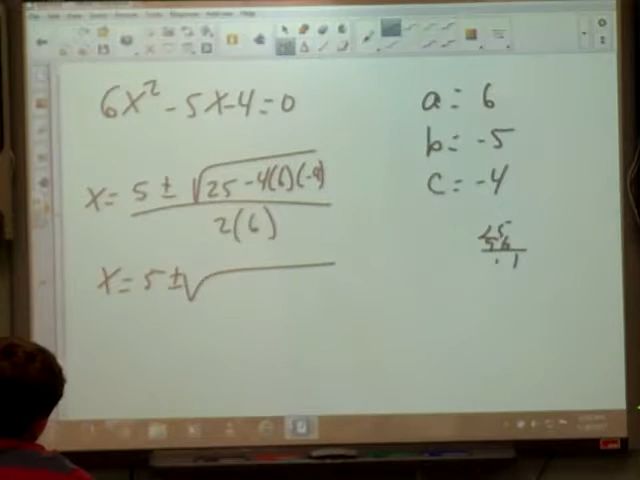 6x² - 5x - 4 = 0
x = 5 ± √25 - 4(6)(-4)
2(6)
x = 5 ± √
a = 6
b = -5
c = -4